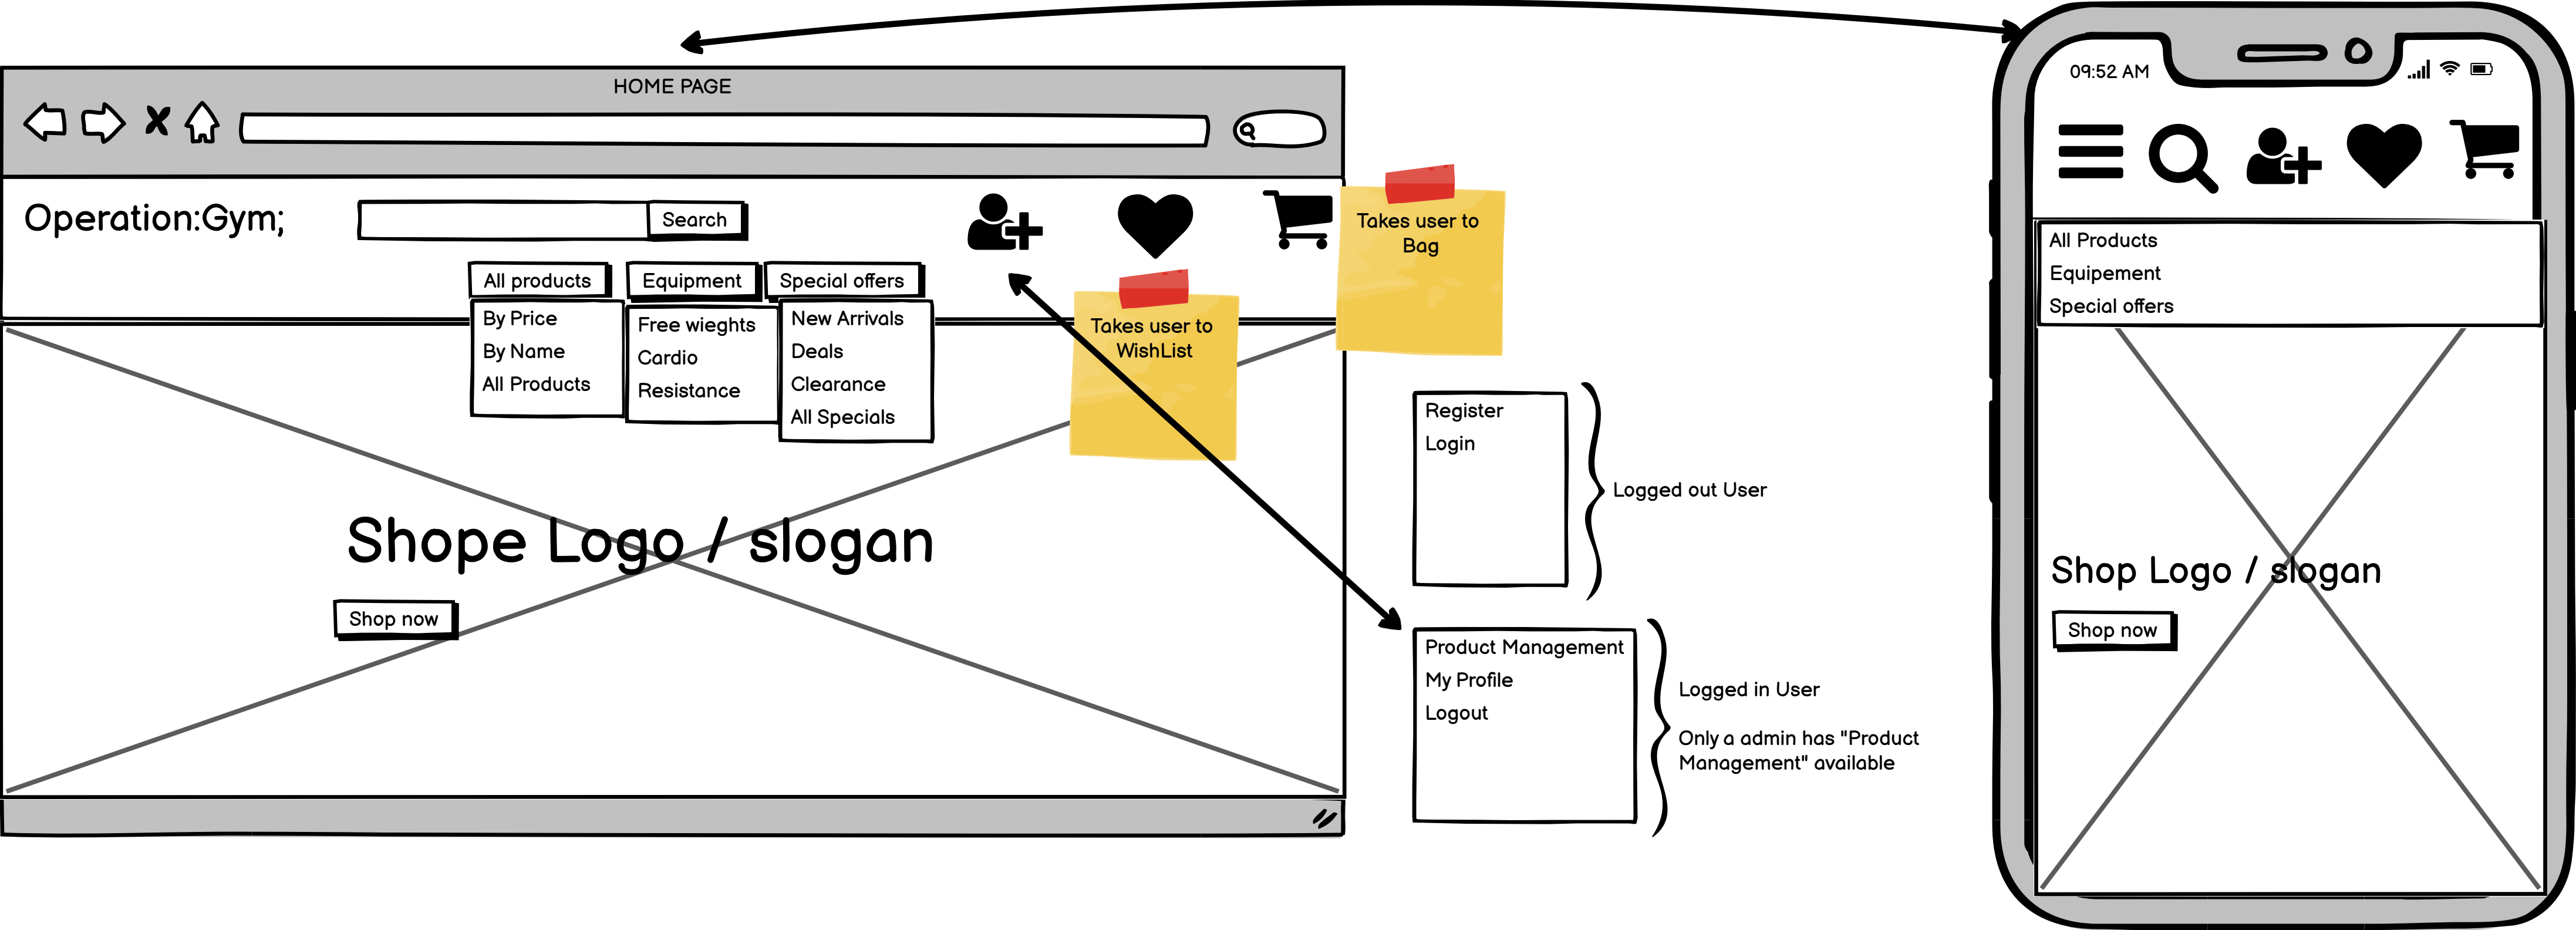 HOME PAGE
Operation:Gym;
Search
All products
By Price
By Name
All Products
Equipment
Free wieghts
Cardio
Resistance
Special offers
New Arrivals
Deals
Clearance
All Specials
Takes user to
WishList
Takes user to
Bag
Shope Logo / slogan
Shop now
Register
Login
Logged out User
Product Management
My Profile
Logout
Logged in User
Only a admin has "Product
Management" available
09:52 AM
All Products
Equipement
Special offers
Shop Logo / slogan
Shop now